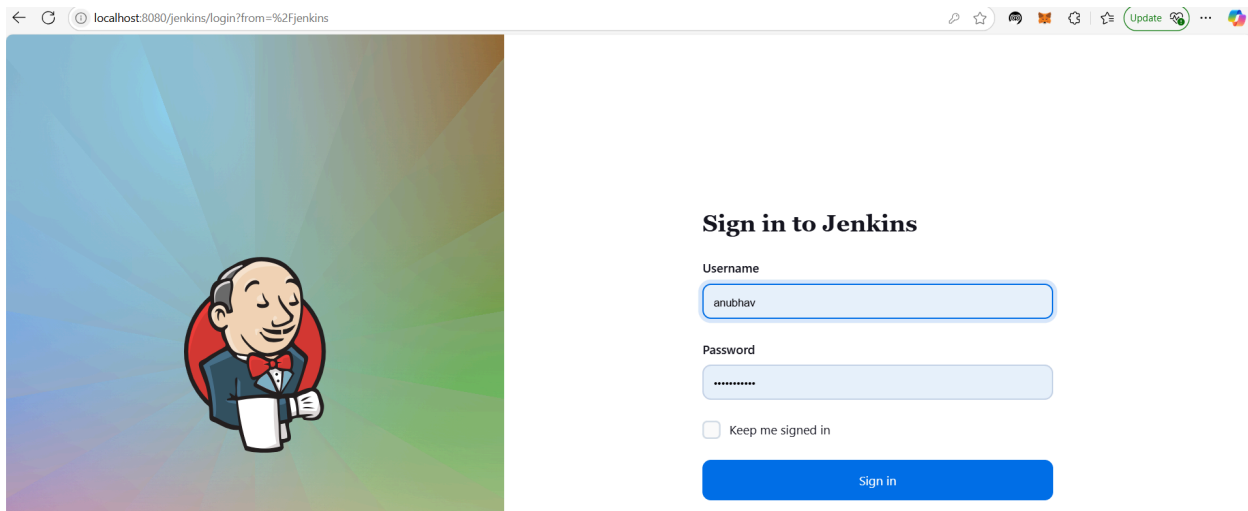 localhost:8080/jenkins/login?from=%2Fjenkins
Update
Sign in to Jenkins
Username
anubhav
Password
•••••••••••
Keep me signed in
Sign in